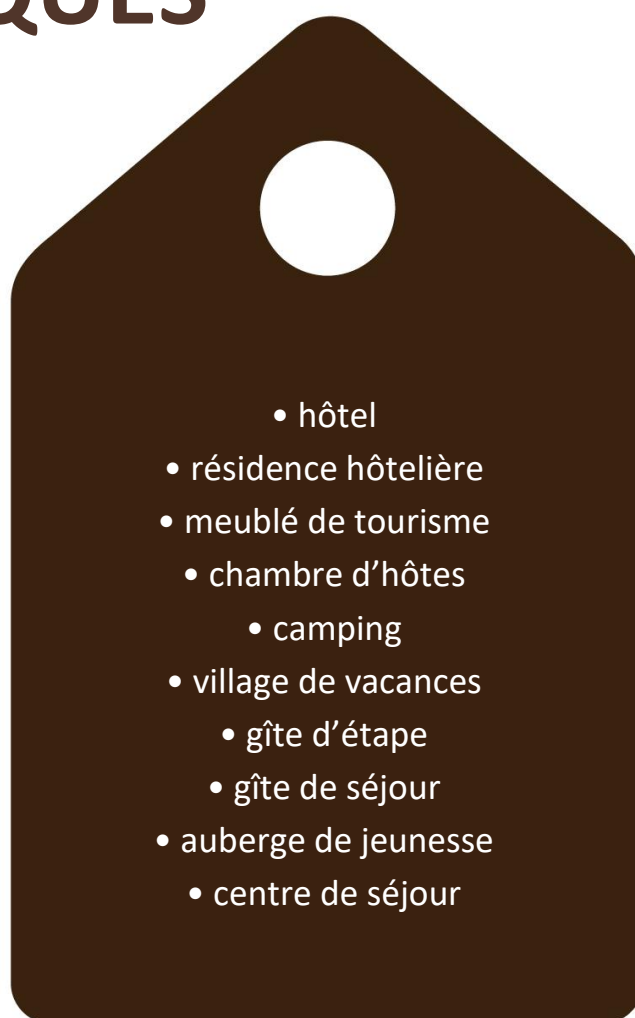 QUES
• hôtel
• résidence hôtelière
• meublé de tourisme
• chambre d’hôtes
• camping
• village de vacances
• gîte d’étape
• gîte de séjour
• auberge de jeunesse
• centre de séjour